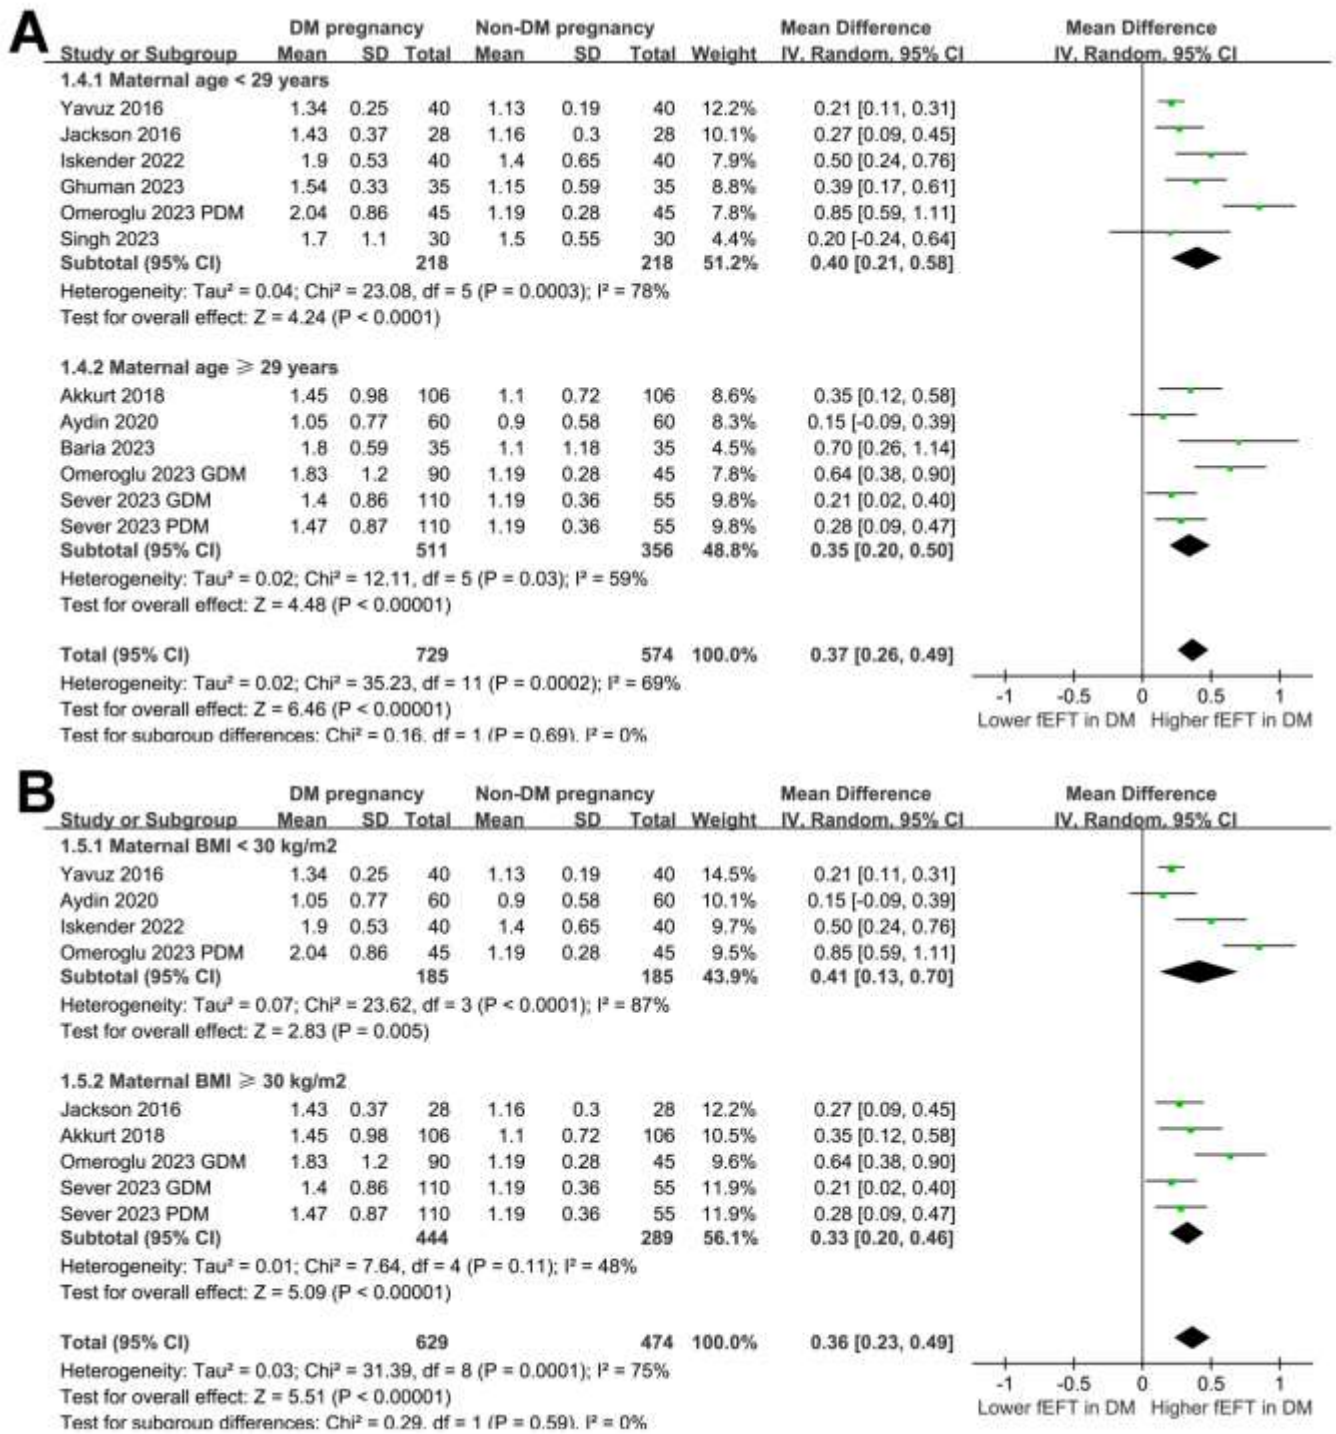 A
DM pregnancy Non-DM pregnancy Mean Difference Mean Difference
Study or Subgroup Mean SD Total Mean SD Total Weight IV, Random, 95% CI IV, Random, 95% CI
1.4.1 Maternal age < 29 years
Yavuz 2016 1.34 0.25 40 1.13 0.19 40 12.2% 0.21 [0.11, 0.31]
Jackson 2016 1.43 0.37 28 1.16 0.3 28 10.1% 0.27 [0.09, 0.45]
Iskender 2022 1.9 0.53 40 1.4 0.65 40 7.9% 0.50 [0.24, 0.76]
Ghuman 2023 1.54 0.33 35 1.15 0.59 35 8.8% 0.39 [0.17, 0.61]
Omeroglu 2023 PDM 2.04 0.86 45 1.19 0.28 45 7.8% 0.85 [0.59, 1.11]
Singh 2023 1.7 1.1 30 1.5 0.55 30 4.4% 0.20 [-0.24, 0.64]
Subtotal (95% CI) 218 218 51.2% 0.40 [0.21, 0.58]
Heterogeneity: Tau² = 0.04; Chi² = 23.08, df = 5 (P = 0.0003); I² = 78%
Test for overall effect: Z = 4.24 (P < 0.0001)
1.4.2 Maternal age ⩾ 29 years
Akkurt 2018 1.45 0.98 106 1.1 0.72 106 8.6% 0.35 [0.12, 0.58]
Aydin 2020 1.05 0.77 60 0.9 0.58 60 8.3% 0.15 [-0.09, 0.39]
Baria 2023 1.8 0.59 35 1.1 1.18 35 4.5% 0.70 [0.26, 1.14]
Omeroglu 2023 GDM 1.83 1.2 90 1.19 0.28 45 7.8% 0.64 [0.38, 0.90]
Sever 2023 GDM 1.4 0.86 110 1.19 0.36 55 9.8% 0.21 [0.02, 0.40]
Sever 2023 PDM 1.47 0.87 110 1.19 0.36 55 9.8% 0.28 [0.09, 0.47]
Subtotal (95% CI) 511 356 48.8% 0.35 [0.20, 0.50]
Heterogeneity: Tau² = 0.02; Chi² = 12.11, df = 5 (P = 0.03); I² = 59%
Test for overall effect: Z = 4.48 (P < 0.00001)
Total (95% CI) 729 574 100.0% 0.37 [0.26, 0.49]
Heterogeneity: Tau² = 0.02; Chi² = 35.23, df = 11 (P = 0.0002); I² = 69%
Test for overall effect: Z = 6.46 (P < 0.00001)
Test for subgroup differences: Chi² = 0.16, df = 1 (P = 0.69), I² = 0%
-1 -0.5 0 0.5 1
Lower fEFT in DM Higher fEFT in DM
B
DM pregnancy Non-DM pregnancy Mean Difference Mean Difference
Study or Subgroup Mean SD Total Mean SD Total Weight IV, Random, 95% CI IV, Random, 95% CI
1.5.1 Maternal BMI < 30 kg/m2
Yavuz 2016 1.34 0.25 40 1.13 0.19 40 14.5% 0.21 [0.11, 0.31]
Aydin 2020 1.05 0.77 60 0.9 0.58 60 10.1% 0.15 [-0.09, 0.39]
Iskender 2022 1.9 0.53 40 1.4 0.65 40 9.7% 0.50 [0.24, 0.76]
Omeroglu 2023 PDM 2.04 0.86 45 1.19 0.28 45 9.5% 0.85 [0.59, 1.11]
Subtotal (95% CI) 185 185 43.9% 0.41 [0.13, 0.70]
Heterogeneity: Tau² = 0.07; Chi² = 23.62, df = 3 (P < 0.0001); I² = 87%
Test for overall effect: Z = 2.83 (P = 0.005)
1.5.2 Maternal BMI ⩾ 30 kg/m2
Jackson 2016 1.43 0.37 28 1.16 0.3 28 12.2% 0.27 [0.09, 0.45]
Akkurt 2018 1.45 0.98 106 1.1 0.72 106 10.5% 0.35 [0.12, 0.58]
Omeroglu 2023 GDM 1.83 1.2 90 1.19 0.28 45 9.6% 0.64 [0.38, 0.90]
Sever 2023 GDM 1.4 0.86 110 1.19 0.36 55 11.9% 0.21 [0.02, 0.40]
Sever 2023 PDM 1.47 0.87 110 1.19 0.36 55 11.9% 0.28 [0.09, 0.47]
Subtotal (95% CI) 444 289 56.1% 0.33 [0.20, 0.46]
Heterogeneity: Tau² = 0.01; Chi² = 7.64, df = 4 (P = 0.11); I² = 48%
Test for overall effect: Z = 5.09 (P < 0.00001)
Total (95% CI) 629 474 100.0% 0.36 [0.23, 0.49]
Heterogeneity: Tau² = 0.03; Chi² = 31.39, df = 8 (P = 0.0001); I² = 75%
Test for overall effect: Z = 5.51 (P < 0.00001)
Test for subgroup differences: Chi² = 0.29, df = 1 (P = 0.59), I² = 0%
-1 -0.5 0 0.5 1
Lower fEFT in DM Higher fEFT in DM